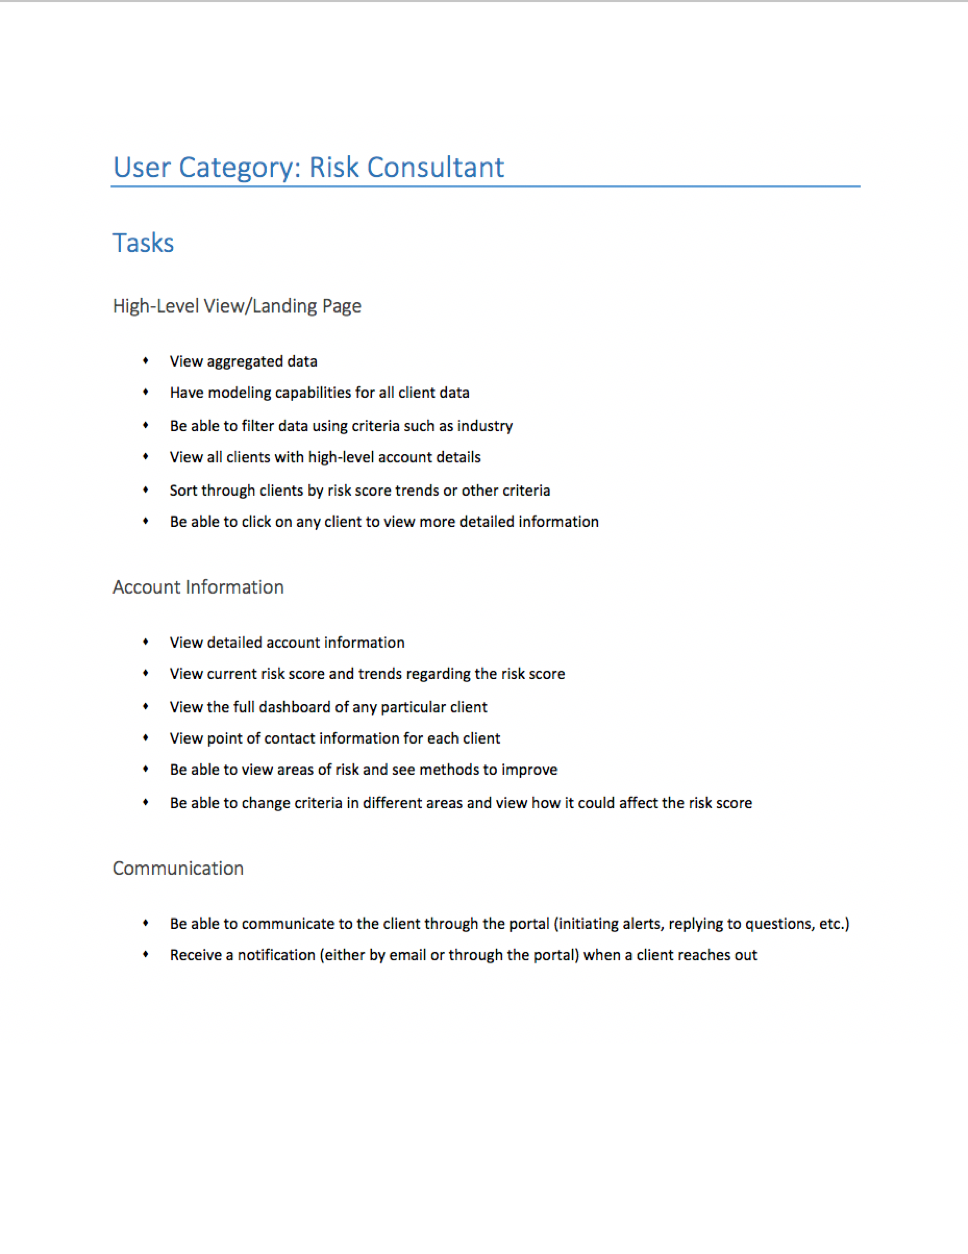 User Category: Risk Consultant
Tasks
High-Level View/Landing Page
View aggregated data
Have modeling capabilities for all client data
Be able to filter data using criteria such as industry
View all clients with high-level account details
Sort through clients by risk score trends or other criteria
Be able to click on any client to view more detailed information
Account Information
View detailed account information
View current risk score and trends regarding the risk score
View the full dashboard of any particular client
View point of contact information for each client
Be able to view areas of risk and see methods to improve
Be able to change criteria in different areas and view how it could affect the risk score
Communication
Be able to communicate to the client through the portal (initiating alerts, replying to questions, etc.)
Receive a notification (either by email or through the portal) when a client reaches out